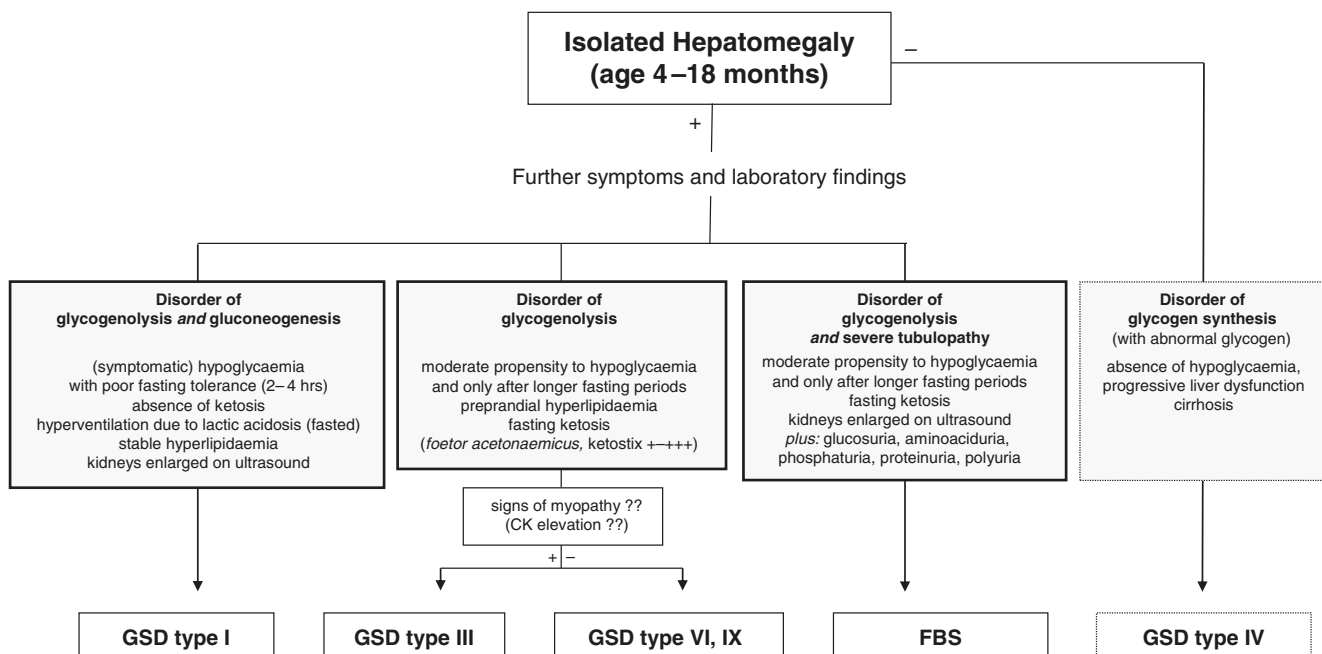 Isolated Hepatomegaly
(age 4–18 months)
–
+
Further symptoms and laboratory findings
Disorder of
glycogenolysis and gluconeogenesis
(symptomatic) hypoglycaemia
with poor fasting tolerance (2–4 hrs)
absence of ketosis
hyperventilation due to lactic acidosis (fasted)
stable hyperlipidaemia
kidneys enlarged on ultrasound
Disorder of
glycogenolysis
moderate propensity to hypoglycaemia
and only after longer fasting periods
preprandial hyperlipidaemia
fasting ketosis
(foetor acetonaemicus, ketostix +–+++)
Disorder of
glycogenolysis
and severe tubulopathy
moderate propensity to hypoglycaemia
and only after longer fasting periods
fasting ketosis
kidneys enlarged on ultrasound
plus: glucosuria, aminoaciduria,
phosphaturia, proteinuria, polyuria
Disorder of
glycogen synthesis
(with abnormal glycogen)
absence of hypoglycaemia,
progressive liver dysfunction
cirrhosis
signs of myopathy ??
(CK elevation ??)
+ –
GSD type I
GSD type III
GSD type VI, IX
FBS
GSD type IV